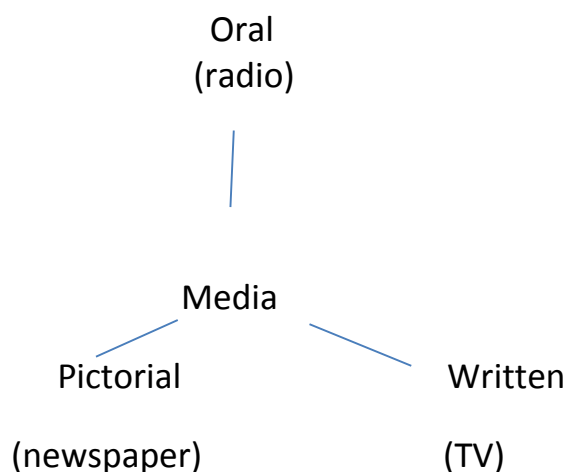 Oral
(radio)
Media
Pictorial
Written
(newspaper)
(TV)